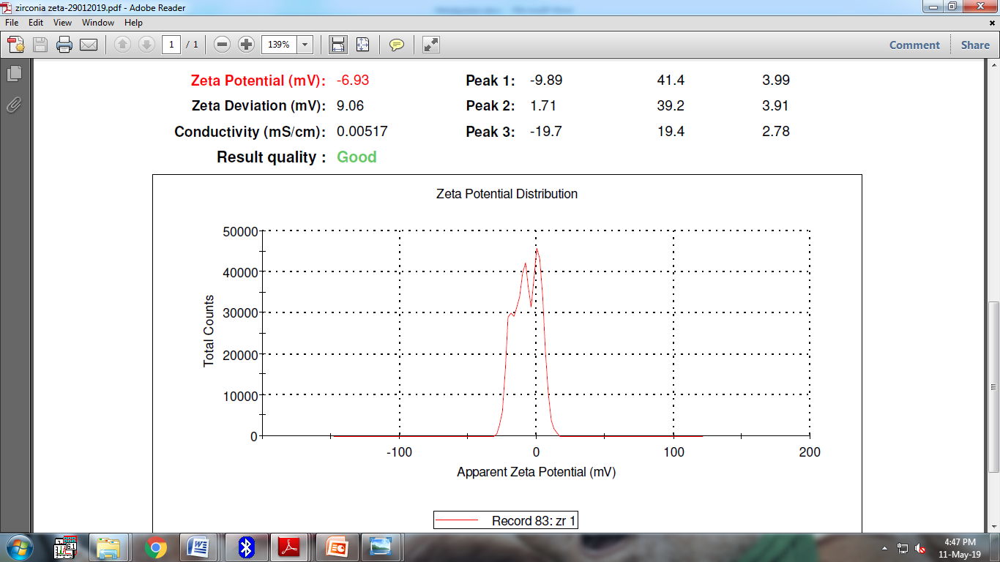 zirconia zeta-29012019.pdf - Adobe Reader
File Edit View Window Help
1 / 1 139% Comment Share
Zeta Potential (mV): -6.93 Peak 1: -9.89 41.4 3.99
Zeta Deviation (mV): 9.06 Peak 2: 1.71 39.2 3.91
Conductivity (mS/cm): 0.00517 Peak 3: -19.7 19.4 2.78
Result quality : Good
Zeta Potential Distribution
50000
40000
30000
20000
10000
0
Total Counts
-100 0 100 200
Apparent Zeta Potential (mV)
Record 83: zr 1
4:47 PM
11-May-19